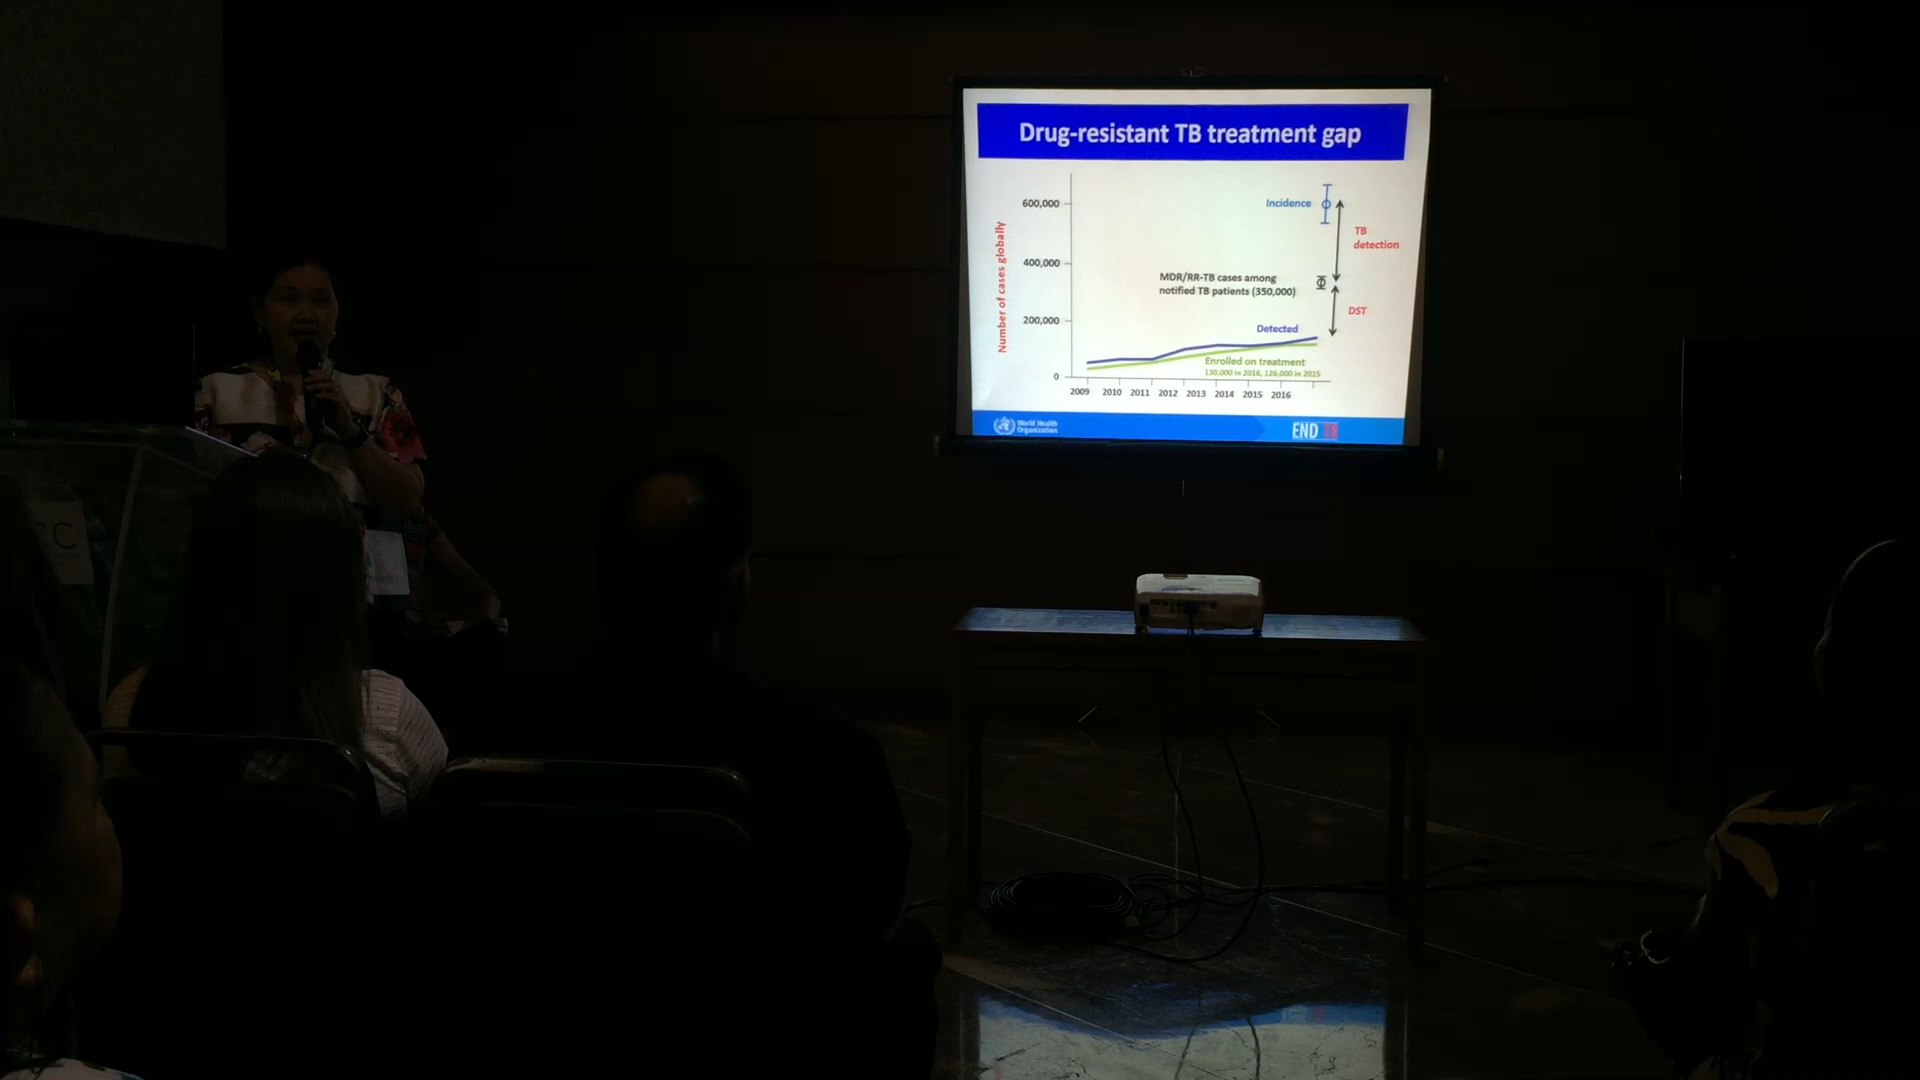 Drug-resistant TB treatment gap
Number of cases globally
600,000
400,000
200,000
0
Incidence
TB
detection
MDR/RR-TB cases among
notified TB patients (350,000)
DST
Detected
Enrolled on treatment
130,000 in 2016, 126,000 in 2015
2009 2010 2011 2012 2013 2014 2015 2016
World Health
Organization
END TB